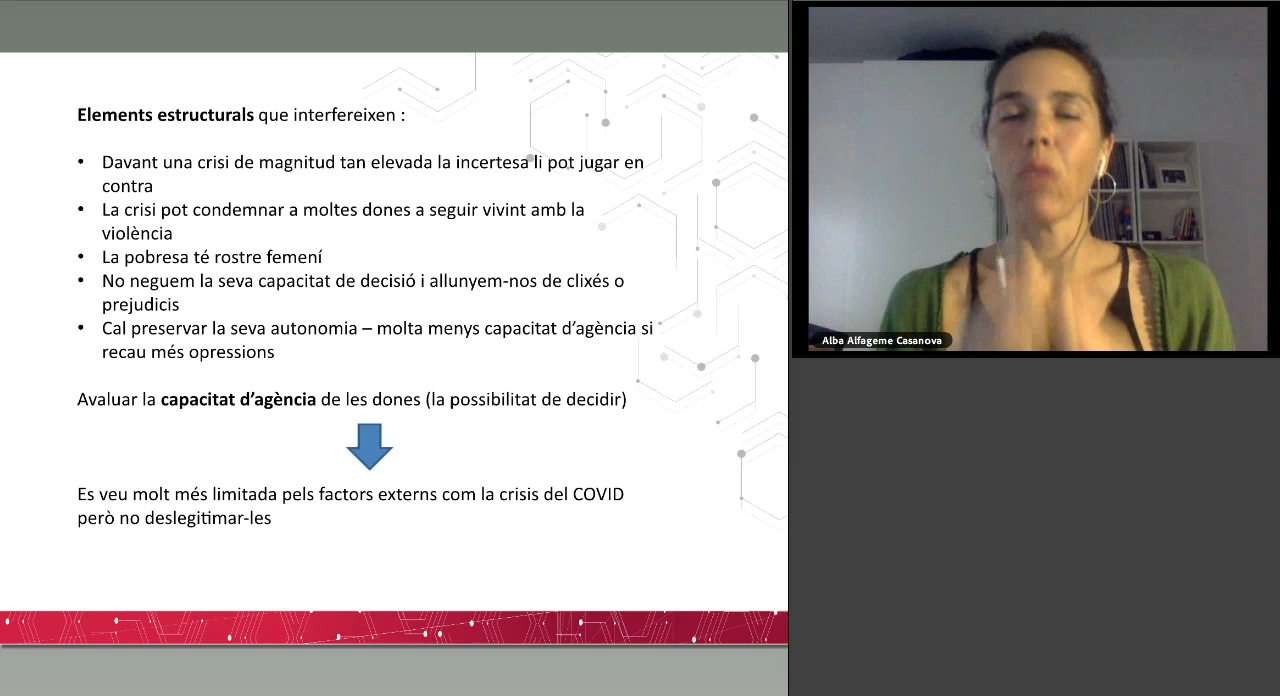 Elements estructurals que interfereixen :
• Davant una crisi de magnitud tan elevada la incertesa li pot jugar en
contra
• La crisi pot condemnar a moltes dones a seguir vivint amb la
violència
• La pobresa té rostre femení
• No neguem la seva capacitat de decisió i allunyem-nos de clixés o
prejudicis
• Cal preservar la seva autonomia – molta menys capacitat d’agència si
recau més opressions
Avaluar la capacitat d’agència de les dones (la possibilitat de decidir)
Es veu molt més limitada pels factors externs com la crisis del COVID
però no deslegitimar-les
Alba Alfageme Casanova